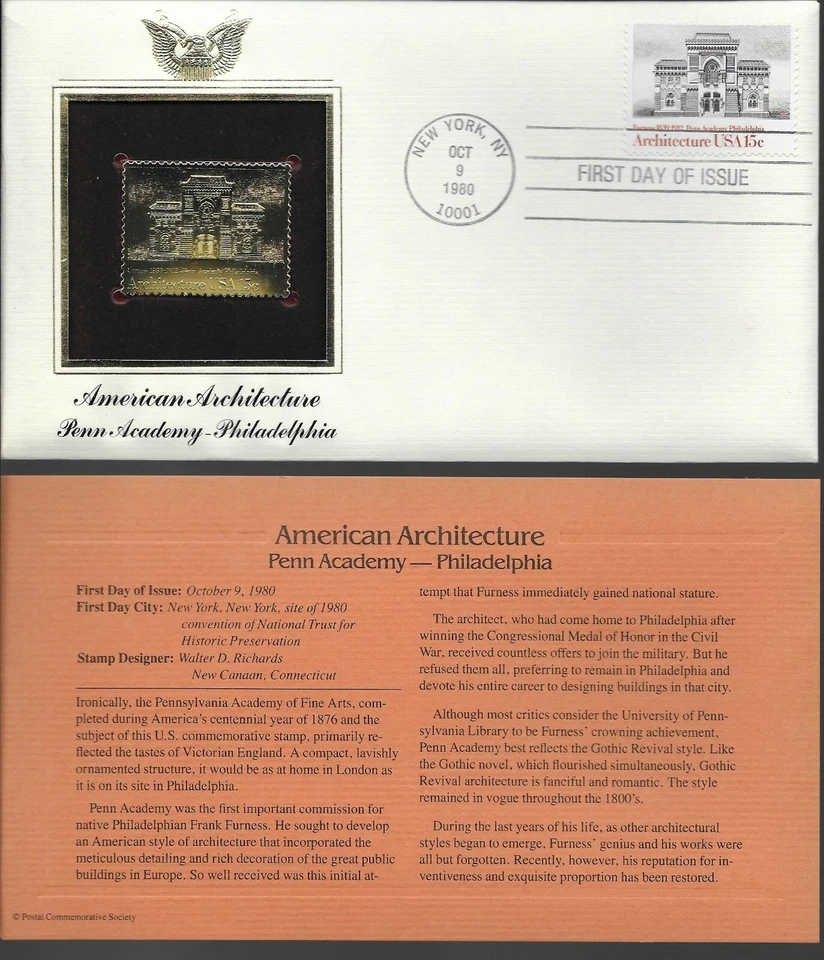 Furness 1839-1912 Penn Academy Philadelphia
Architecture USA 15c
NEW YORK, NY
OCT
9
1980
10001
FIRST DAY OF ISSUE
Architecture USA 15c
American Architecture
Penn Academy-Philadelphia
American Architecture
Penn Academy — Philadelphia
First Day of Issue: October 9, 1980
First Day City: New York, New York, site of 1980
convention of National Trust for
Historic Preservation
Stamp Designer: Walter D. Richards
New Canaan, Connecticut
Ironically, the Pennsylvania Academy of Fine Arts, com-
pleted during America's centennial year of 1876 and the
subject of this U.S. commemorative stamp, primarily re-
flected the tastes of Victorian England. A compact, lavishly
ornamented structure, it would be as at home in London as
it is on its site in Philadelphia.
Penn Academy was the first important commission for
native Philadelphian Frank Furness. He sought to develop
an American style of architecture that incorporated the
meticulous detailing and rich decoration of the great public
buildings in Europe. So well received was this initial at-
tempt that Furness immediately gained national stature.
The architect, who had come home to Philadelphia after
winning the Congressional Medal of Honor in the Civil
War, received countless offers to join the military. But he
refused them all, preferring to remain in Philadelphia and
devote his entire career to designing buildings in that city.
Although most critics consider the University of Penn-
sylvania Library to be Furness' crowning achievement,
Penn Academy best reflects the Gothic Revival style. Like
the Gothic novel, which flourished simultaneously, Gothic
Revival architecture is fanciful and romantic. The style
remained in vogue throughout the 1800's.
During the last years of his life, as other architectural
styles began to emerge, Furness' genius and his works were
all but forgotten. Recently, however, his reputation for in-
ventiveness and exquisite proportion has been restored.
© Postal Commemorative Society